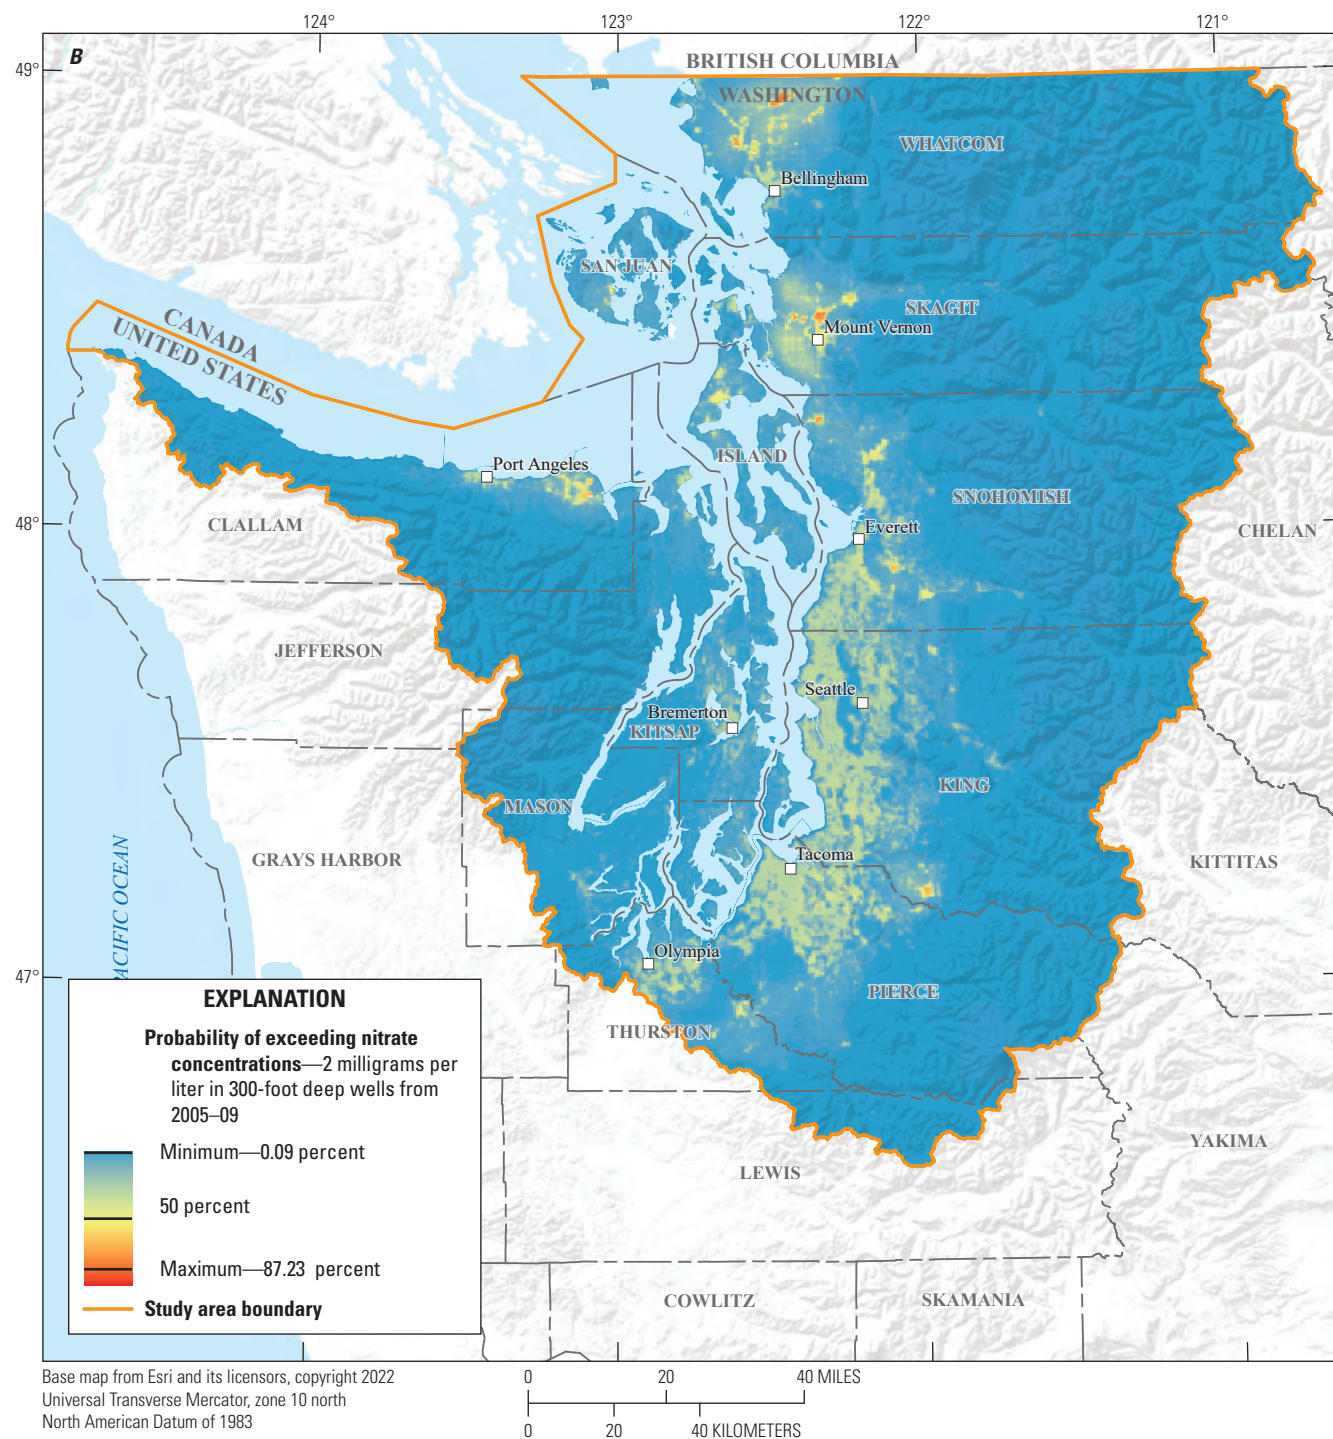 124°
123°
122°
121°
B
49°
BRITISH COLUMBIA
WASHINGTON
WHATCOM
Bellingham
SAN JUAN
SKAGIT
CANADA
UNITED STATES
Mount Vernon
ISLAND
Port Angeles
SNOHOMISH
48°
CLALLAM
Everett
CHELAN
JEFFERSON
Seattle
Bremerton
KITSAP
KING
MASON
GRAYS HARBOR
Tacoma
KITTITAS
PACIFIC OCEAN
Olympia
47°
PIERCE
THURSTON
EXPLANATION
Probability of exceeding nitrate
concentrations—2 milligrams per
liter in 300-foot deep wells from
2005–09
Minimum—0.09 percent
50 percent
Maximum—87.23 percent
Study area boundary
YAKIMA
LEWIS
COWLITZ
SKAMANIA
Base map from Esri and its licensors, copyright 2022
Universal Transverse Mercator, zone 10 north
North American Datum of 1983
0 20 40 MILES
0 20 40 KILOMETERS